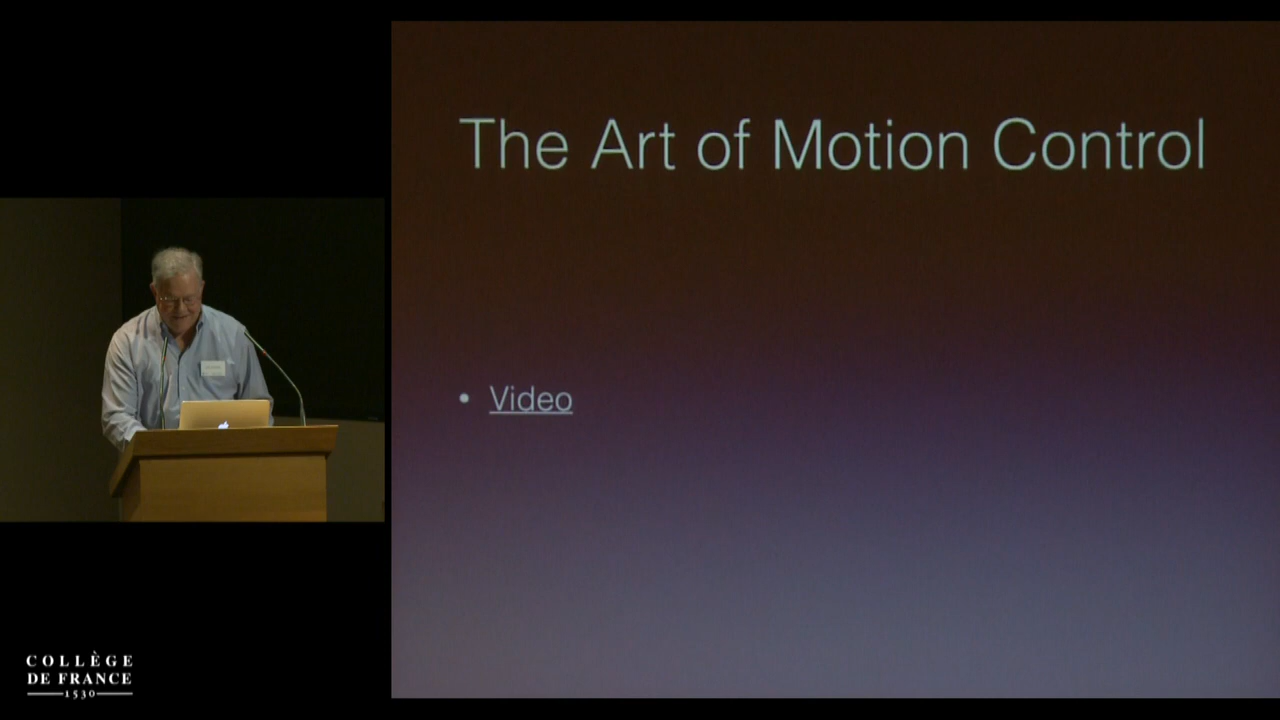 The Art of Motion Control
• Video
COLLÈGE
DE FRANCE
1530